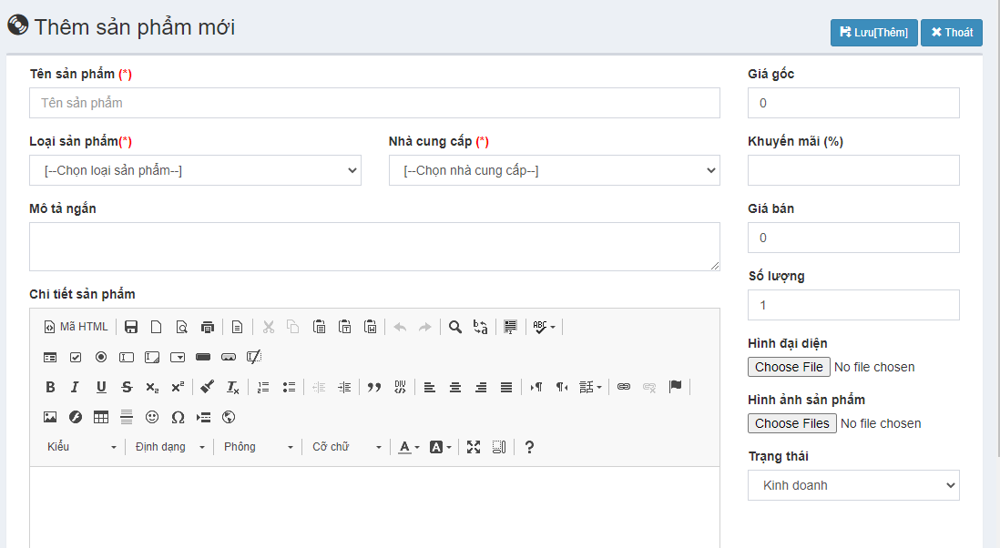 Thêm sản phẩm mới
Lưu[Thêm]
Thoát
Tên sản phẩm (*)
Tên sản phẩm
Loại sản phẩm(*)
[--Chọn loại sản phẩm--]
Nhà cung cấp (*)
[--Chọn nhà cung cấp--]
Mô tả ngắn
Chi tiết sản phẩm
Mã HTML
Kiểu
Định dạng
Phông
Cỡ chữ
Giá gốc
0
Khuyến mãi (%)
Giá bán
0
Số lượng
1
Hình đại diện
Choose File No file chosen
Hình ảnh sản phẩm
Choose Files No file chosen
Trạng thái
Kinh doanh